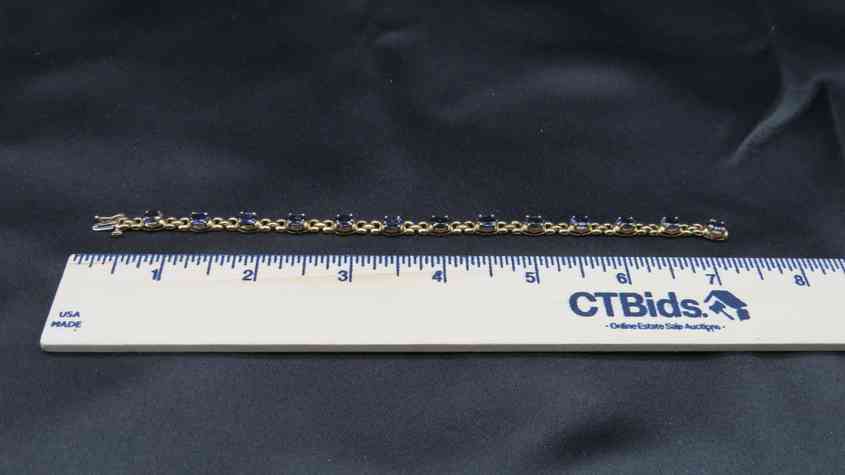 1 2 3 4 5 6 7 8
USA
MADE
CTBids.
- Online Estate Sale Auctions -